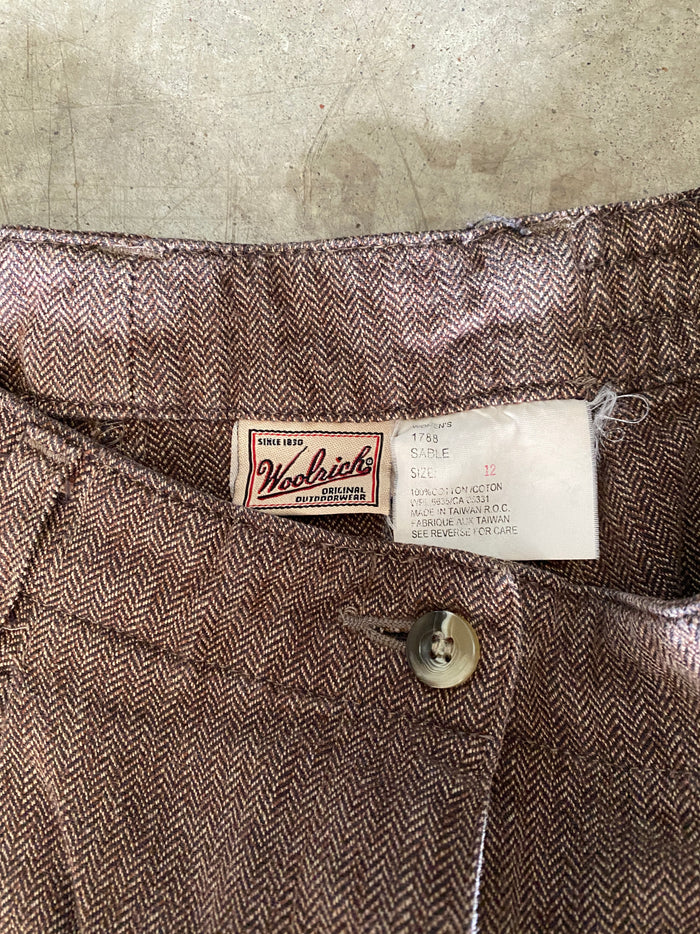 SINCE 1830
Woolrich®
ORIGINAL
OUTDOORWEAR
WOMEN'S
1788
SABLE
SIZE: 12
100%COTTON/COTON
MADE IN TAIWAN R.O.C.
FABRIQUE AUX TAIWAN
SEE REVERSE FOR CARE